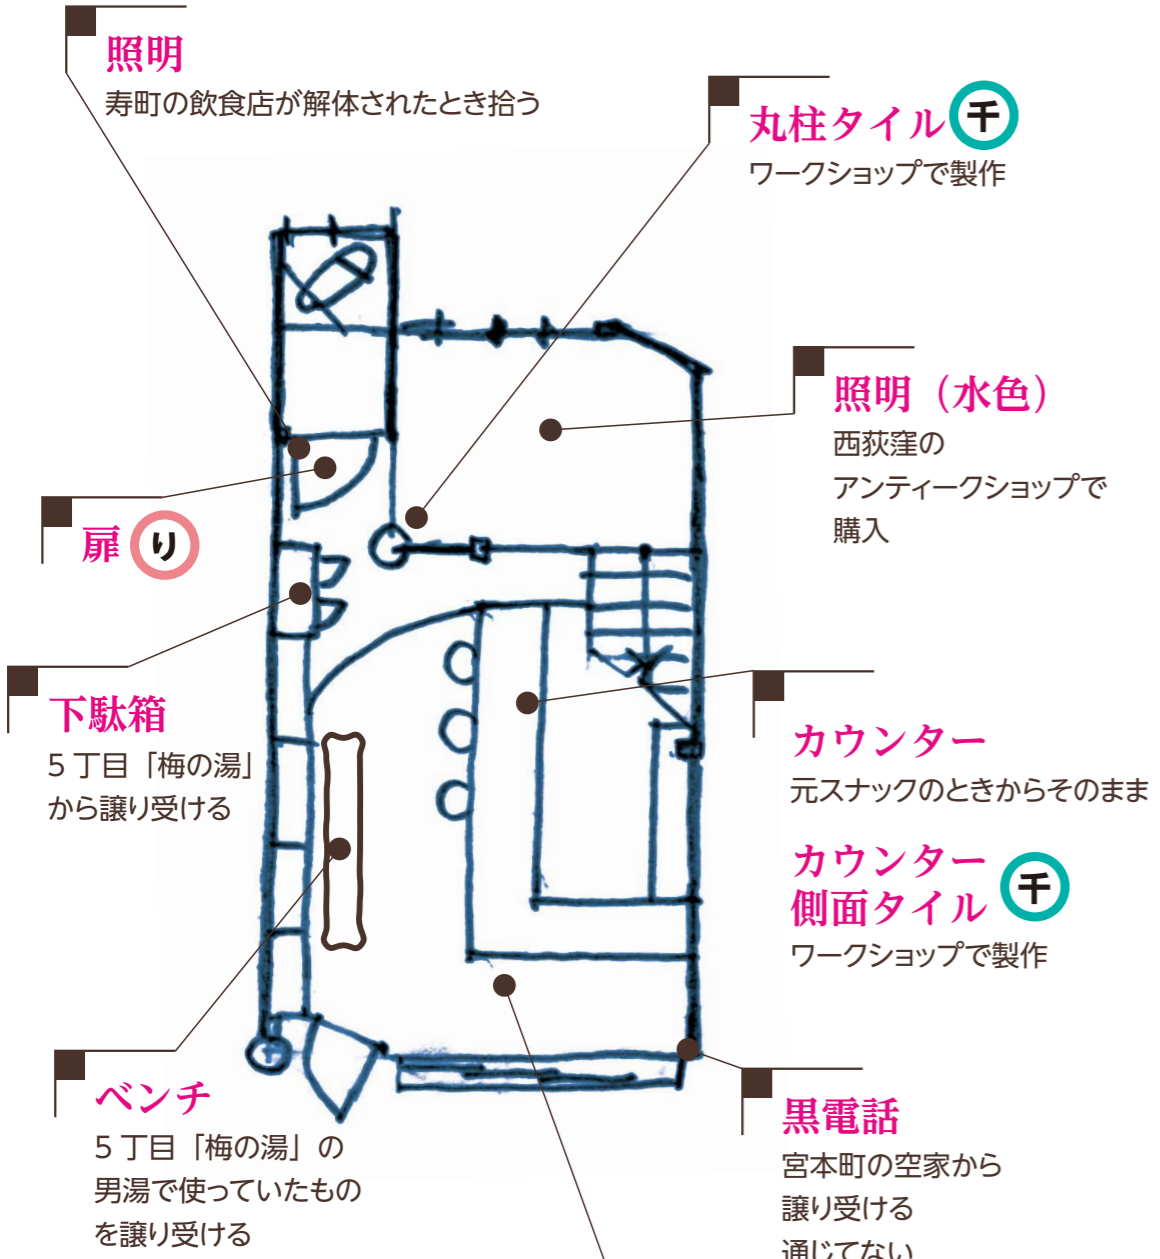 照明
寿町の飲食店が解体されたとき拾う
丸柱タイル 千
ワークショップで製作
照明（水色）
西荻窪の
アンティークショップで
購入
扉 り
下駄箱
5丁目「梅の湯」
から譲り受ける
カウンター
元スナックのときからそのまま
カウンター
側面タイル 千
ワークショップで製作
ベンチ
5丁目「梅の湯」の
男湯で使っていたもの
を譲り受ける
黒電話
宮本町の空家から
譲り受ける
通じてない